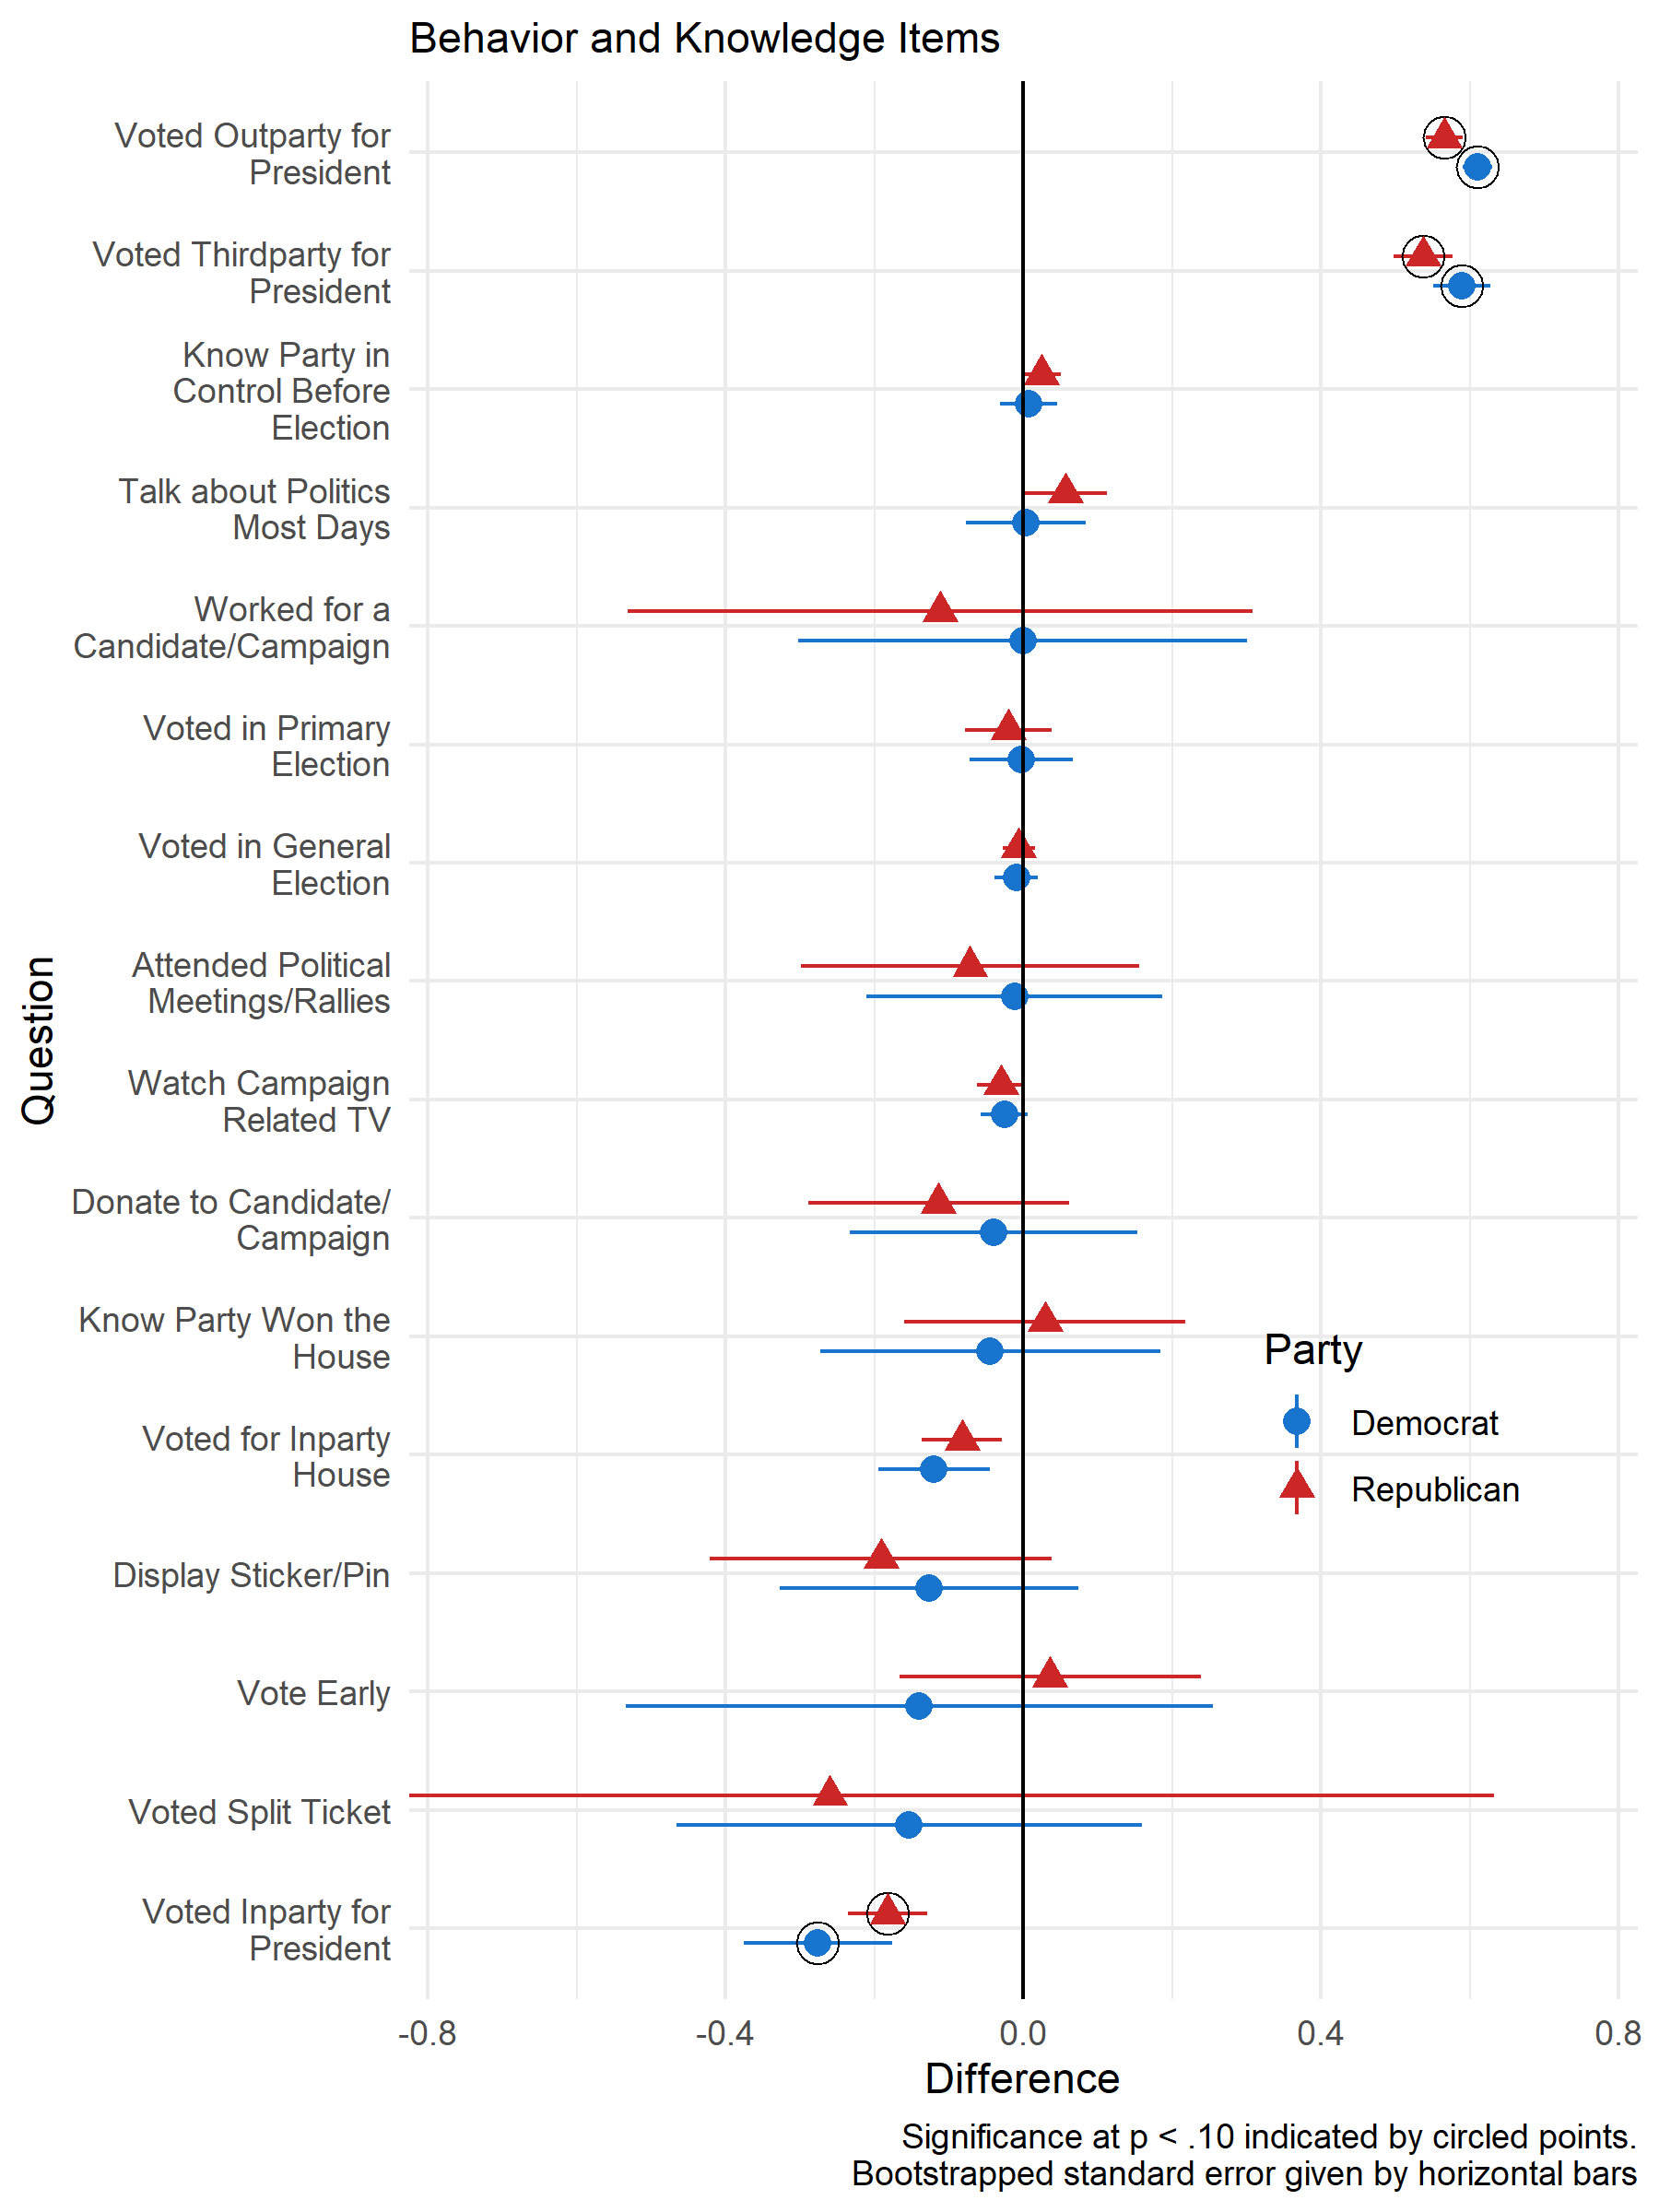 Behavior and Knowledge Items
Voted Outparty for
President
Voted Thirdparty for
President
Know Party in
Control Before
Election
Talk about Politics
Most Days
Worked for a
Candidate/Campaign
Voted in Primary
Election
Voted in General
Election
Attended Political
Meetings/Rallies
Watch Campaign
Related TV
Donate to Candidate/
Campaign
Know Party Won the
House
Voted for Inparty
House
Display Sticker/Pin
Vote Early
Voted Split Ticket
Voted Inparty for
President
Question
Party
Democrat
Republican
-0.8
-0.4
0.0
0.4
0.8
Difference
Significance at p < .10 indicated by circled points.
Bootstrapped standard error given by horizontal bars